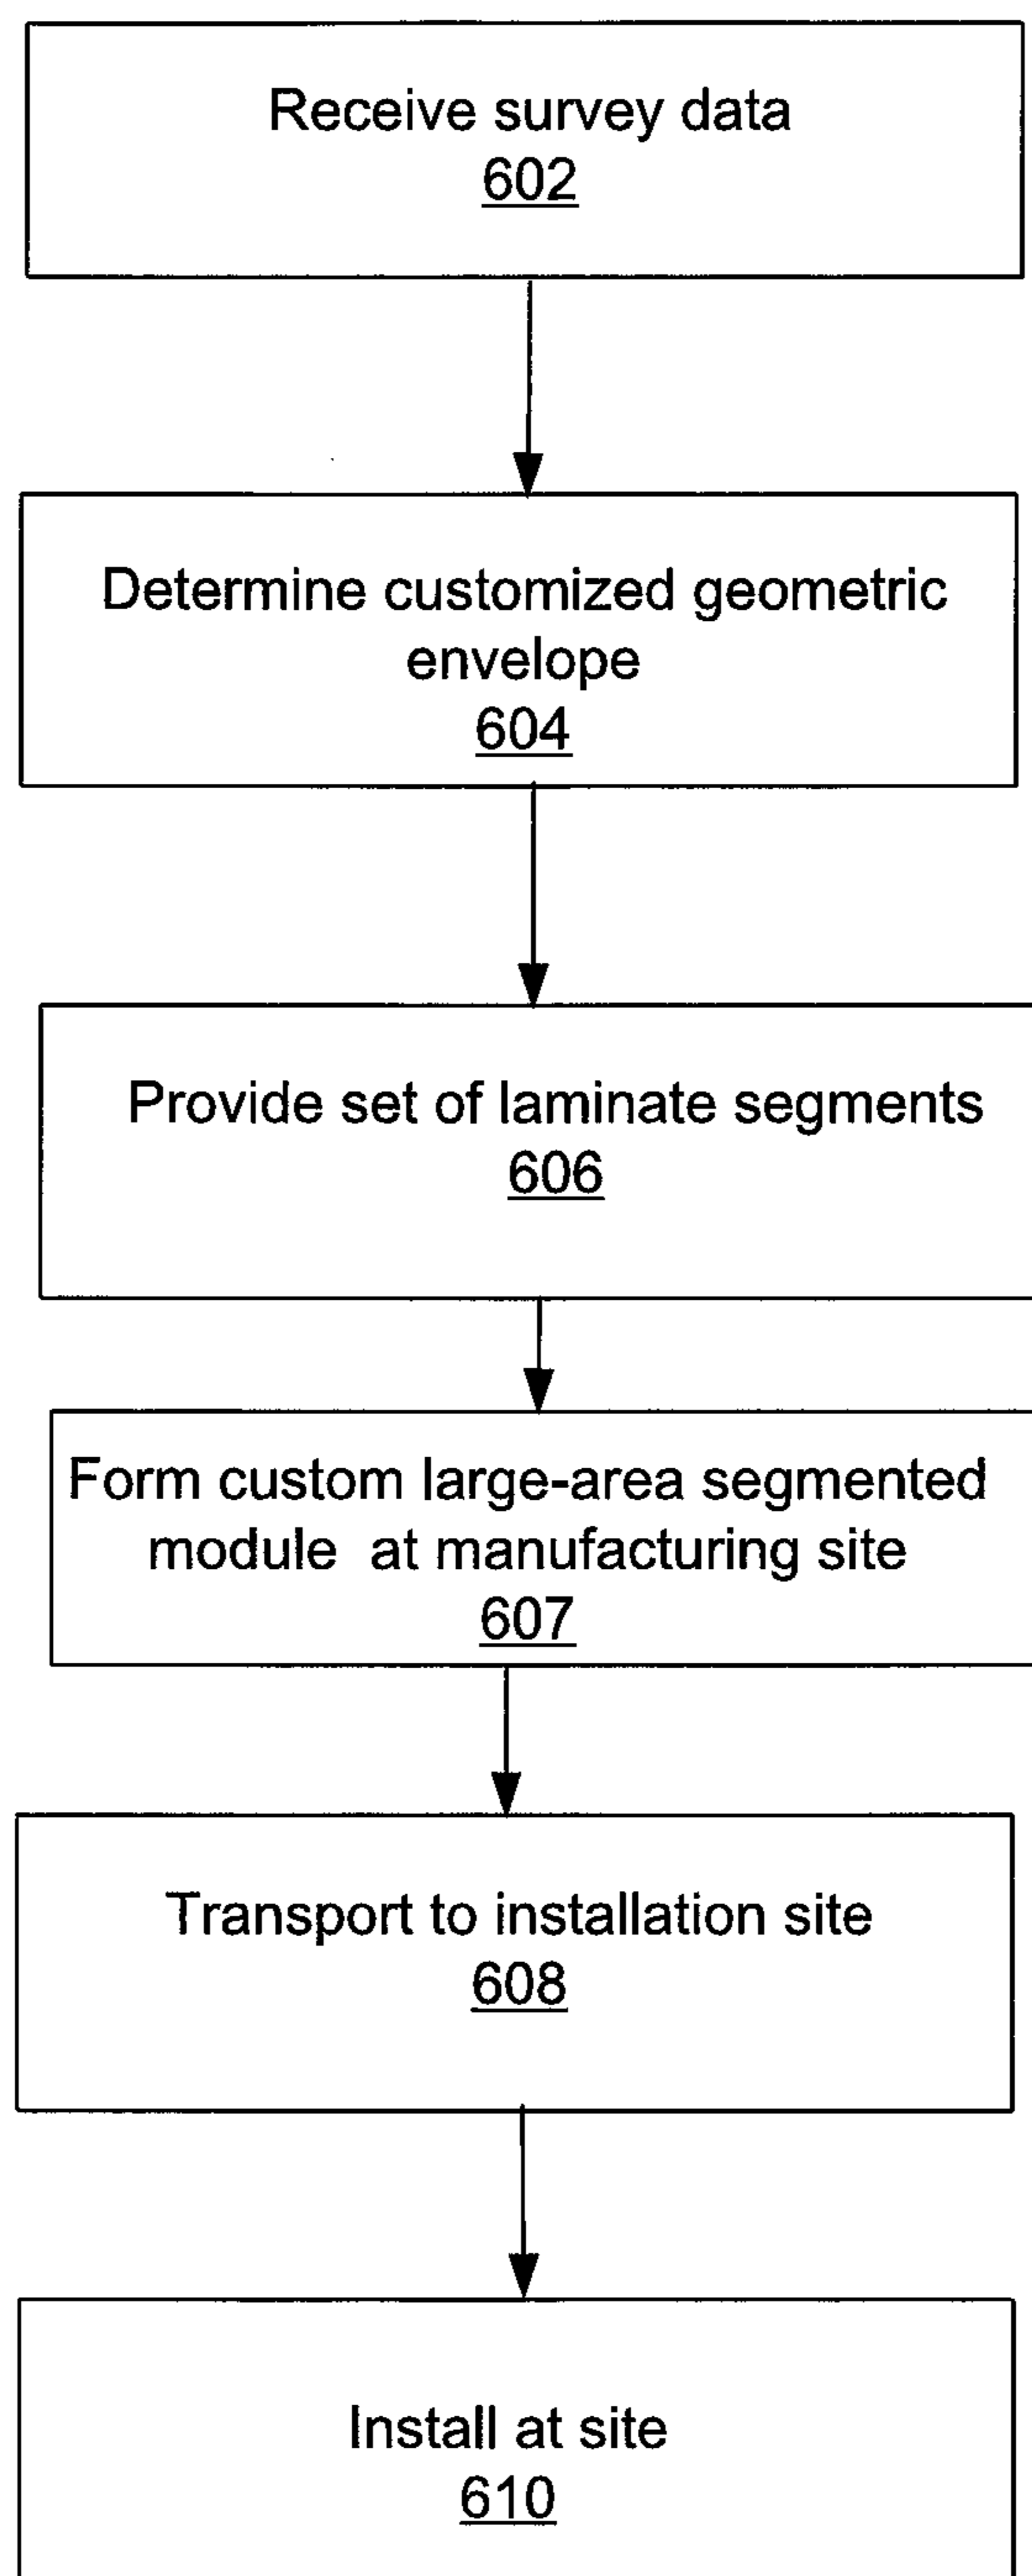 Receive survey data
602
Determine customized geometric
envelope
604
Provide set of laminate segments
606
Form custom large-area segmented
module at manufacturing site
607
Transport to installation site
608
Install at site
610